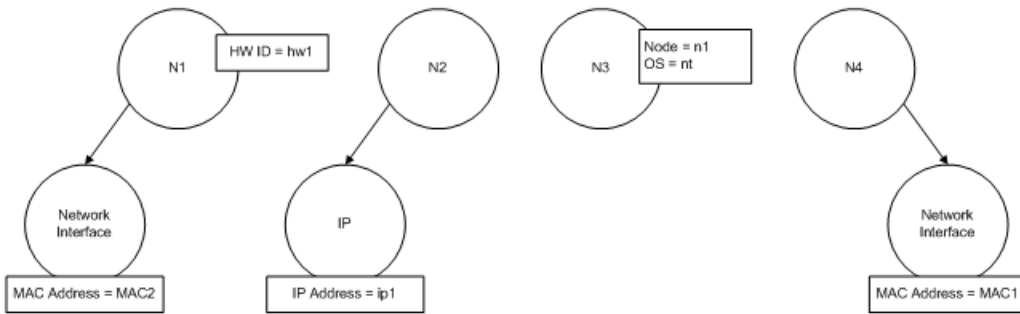 N1
HW ID = hw1
N2
N3
Node = n1
OS = nt
N4
Network
Interface
MAC Address = MAC2
IP
IP Address = ip1
Network
Interface
MAC Address = MAC1